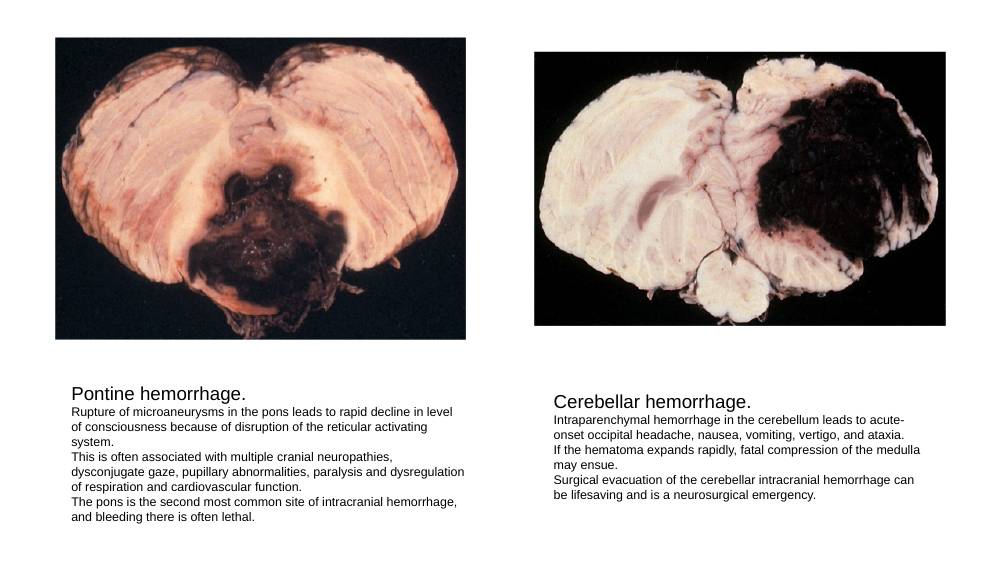 Pontine hemorrhage.
Rupture of microaneurysms in the pons leads to rapid decline in level
of consciousness because of disruption of the reticular activating
system.
This is often associated with multiple cranial neuropathies,
dysconjugate gaze, pupillary abnormalities, paralysis and dysregulation
of respiration and cardiovascular function.
The pons is the second most common site of intracranial hemorrhage,
and bleeding there is often lethal.
Cerebellar hemorrhage.
Intraparenchymal hemorrhage in the cerebellum leads to acute-
onset occipital headache, nausea, vomiting, vertigo, and ataxia.
If the hematoma expands rapidly, fatal compression of the medulla
may ensue.
Surgical evacuation of the cerebellar intracranial hemorrhage can
be lifesaving and is a neurosurgical emergency.